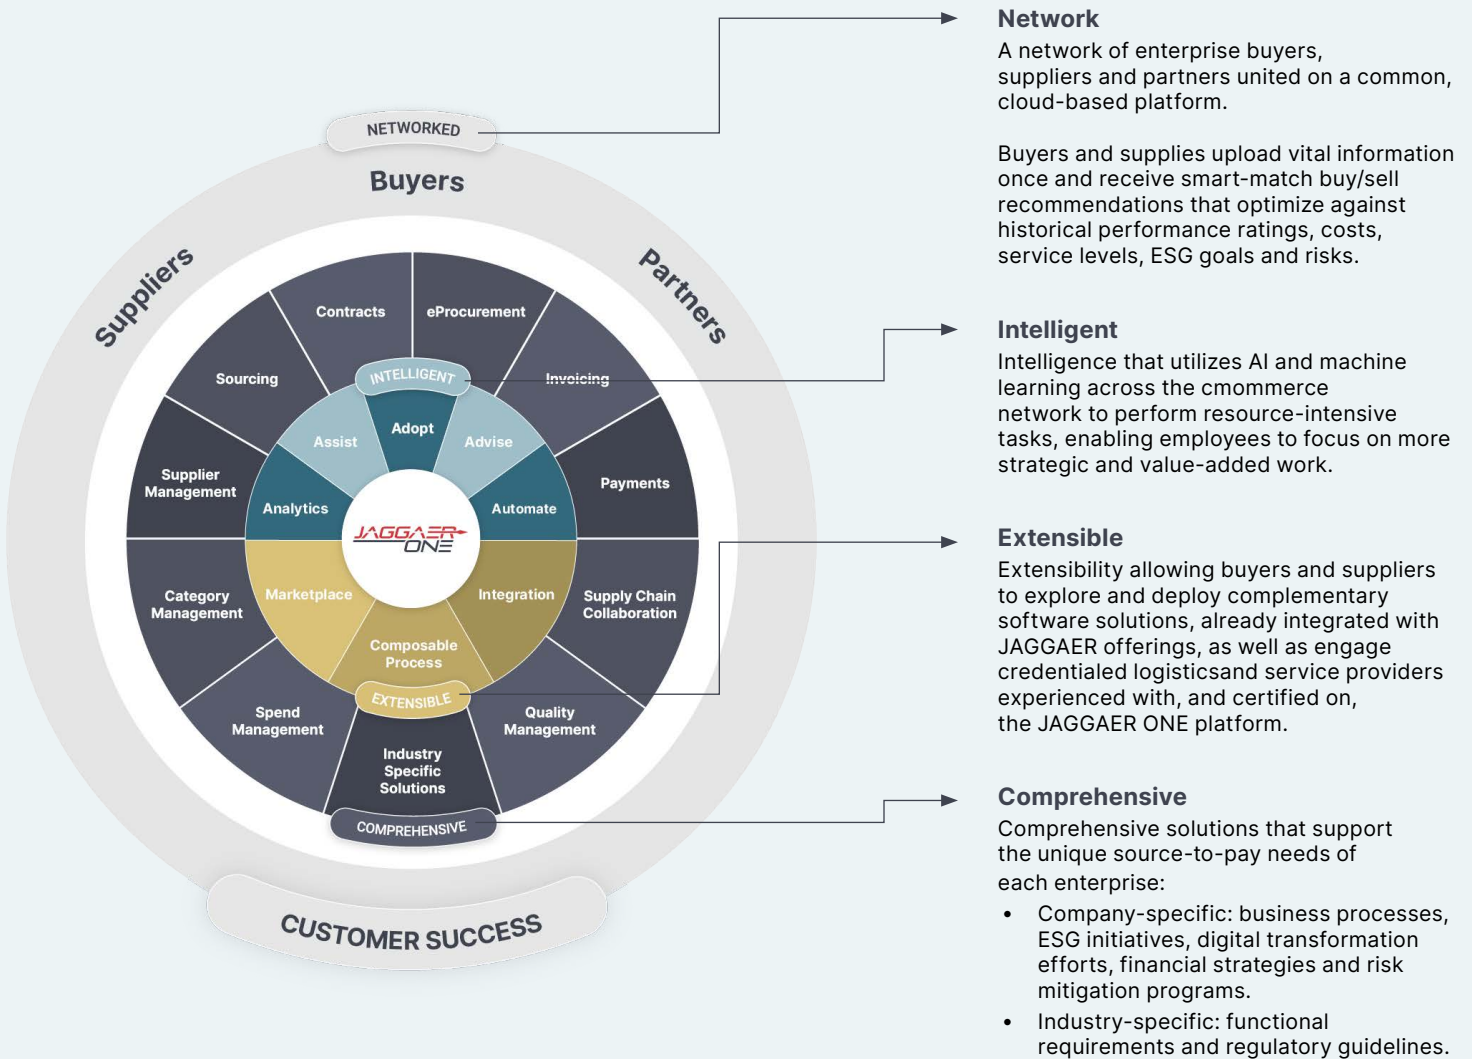 NETWORKED
Buyers
Suppliers
Partners
Contracts
eProcurement
Sourcing
INTELLIGENT
Invoicing
Assist
Adopt
Advise
Supplier
Management
Payments
Analytics
Automate
JAGGAER
ONE
Category
Management
Marketplace
Integration
Supply Chain
Collaboration
Composable
Process
EXTENSIBLE
Spend
Management
Quality
Management
Industry
Specific
Solutions
COMPREHENSIVE
CUSTOMER SUCCESS
Network
A network of enterprise buyers,
suppliers and partners united on a common,
cloud-based platform.
Buyers and supplies upload vital information
once and receive smart-match buy/sell
recommendations that optimize against
historical performance ratings, costs,
service levels, ESG goals and risks.
Intelligent
Intelligence that utilizes AI and machine
learning across the cmommerce
network to perform resource-intensive
tasks, enabling employees to focus on more
strategic and value-added work.
Extensible
Extensibility allowing buyers and suppliers
to explore and deploy complementary
software solutions, already integrated with
JAGGAER offerings, as well as engage
credentialed logisticsand service providers
experienced with, and certified on,
the JAGGAER ONE platform.
Comprehensive
Comprehensive solutions that support
the unique source-to-pay needs of
each enterprise:
• Company-specific: business processes,
ESG initiatives, digital transformation
efforts, financial strategies and risk
mitigation programs.
• Industry-specific: functional
requirements and regulatory guidelines.